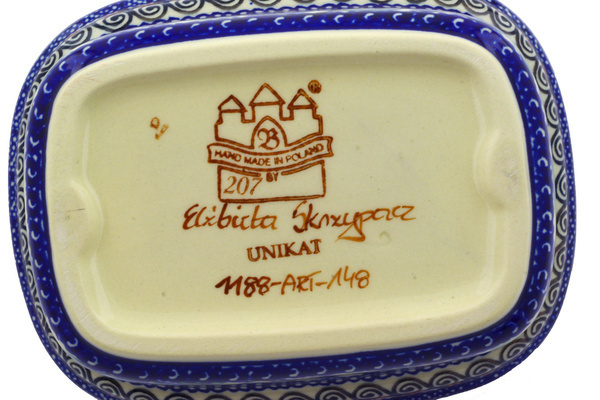 B
HAND MADE IN POLAND
BY
207
Elżbieta Skrzypacz
UNIKAT
1188-ART-148